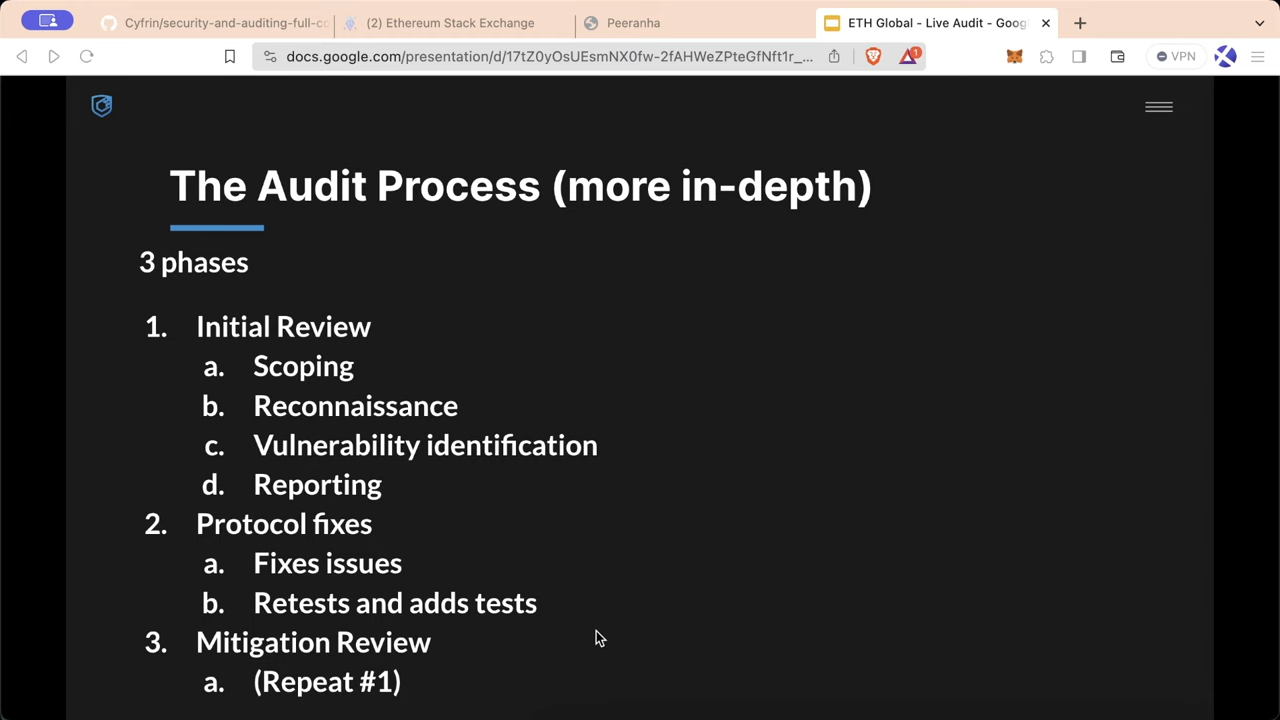 Cyfrin/security-and-auditing-full-co
(2) Ethereum Stack Exchange
Peeranha
ETH Global - Live Audit - Goog
docs.google.com/presentation/d/17tZ0yOsUEsmNX0fw-2fAHWeZPteGfNft1r_...
1
VPN
The Audit Process (more in-depth)
3 phases
1. Initial Review
a. Scoping
b. Reconnaissance
c. Vulnerability identification
d. Reporting
2. Protocol fixes
a. Fixes issues
b. Retests and adds tests
3. Mitigation Review
a. (Repeat #1)